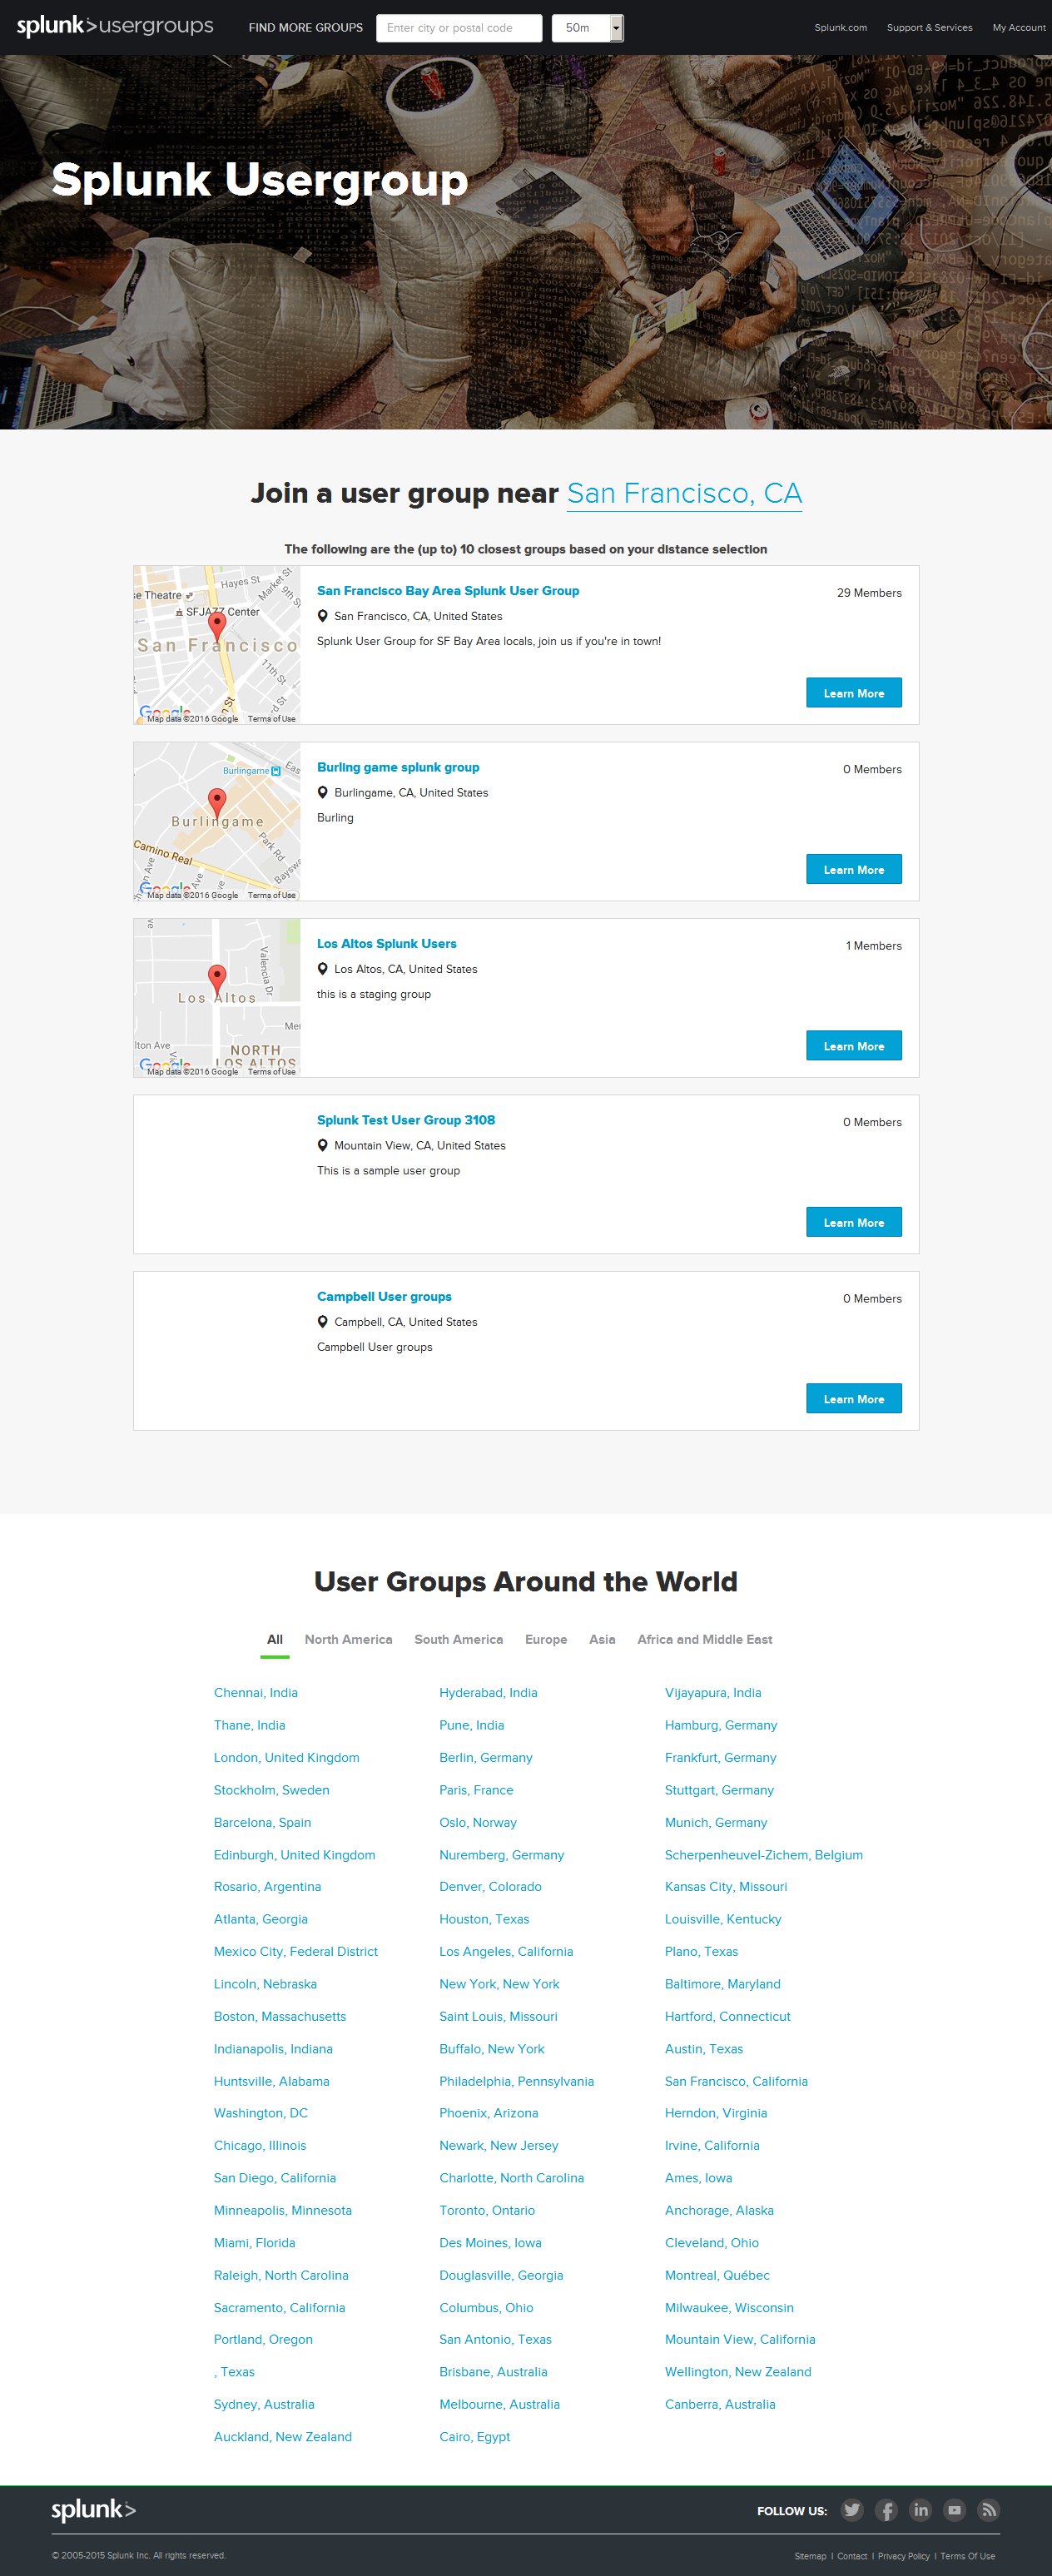 splunk>usergroups
FIND MORE GROUPS
Enter city or postal code
50m
Splunk.com
Support & Services
My Account
Splunk Usergroup
Join a user group near San Francisco, CA
The following are the (up to) 10 closest groups based on your distance selection
Hayes St
Market St
9th St
se Theatre
SFJAZZ Center
San Francisco
11th St
Google
Map data ©2016 Google
Terms of Use
San Francisco Bay Area Splunk User Group
29 Members
San Francisco, CA, United States
Splunk User Group for SF Bay Area locals, join us if you're in town!
Learn More
Burlingame
Burlingame
Park Rd
Camino Real
Google
Map data ©2016 Google
Terms of Use
Burling game splunk group
0 Members
Burlingame, CA, United States
Burling
Learn More
Valencia Dr
Los Altos
lton Ave
NORTH
LOS ALTOS
Google
Map data ©2016 Google
Terms of Use
Los Altos Splunk Users
1 Members
Los Altos, CA, United States
this is a staging group
Learn More
Splunk Test User Group 3108
0 Members
Mountain View, CA, United States
This is a sample user group
Learn More
Campbell User groups
0 Members
Campbell, CA, United States
Campbell User groups
Learn More
User Groups Around the World
All North America South America Europe Asia Africa and Middle East
Chennai, India Hyderabad, India Vijayapura, India
Thane, India Pune, India Hamburg, Germany
London, United Kingdom Berlin, Germany Frankfurt, Germany
Stockholm, Sweden Paris, France Stuttgart, Germany
Barcelona, Spain Oslo, Norway Munich, Germany
Edinburgh, United Kingdom Nuremberg, Germany Scherpenheuvel-Zichem, Belgium
Rosario, Argentina Denver, Colorado Kansas City, Missouri
Atlanta, Georgia Houston, Texas Louisville, Kentucky
Mexico City, Federal District Los Angeles, California Plano, Texas
Lincoln, Nebraska New York, New York Baltimore, Maryland
Boston, Massachusetts Saint Louis, Missouri Hartford, Connecticut
Indianapolis, Indiana Buffalo, New York Austin, Texas
Huntsville, Alabama Philadelphia, Pennsylvania San Francisco, California
Washington, DC Phoenix, Arizona Herndon, Virginia
Chicago, Illinois Newark, New Jersey Irvine, California
San Diego, California Charlotte, North Carolina Ames, Iowa
Minneapolis, Minnesota Toronto, Ontario Anchorage, Alaska
Miami, Florida Des Moines, Iowa Cleveland, Ohio
Raleigh, North Carolina Douglasville, Georgia Montreal, Québec
Sacramento, California Columbus, Ohio Milwaukee, Wisconsin
Portland, Oregon San Antonio, Texas Mountain View, California
, Texas Brisbane, Australia Wellington, New Zealand
Sydney, Australia Melbourne, Australia Canberra, Australia
Auckland, New Zealand Cairo, Egypt
splunk>
FOLLOW US:
© 2005-2015 Splunk Inc. All rights reserved.
Sitemap | Contact | Privacy Policy | Terms Of Use